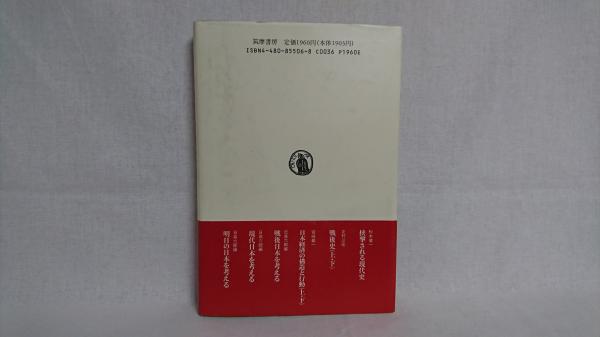 筑摩書房 定価1960円(本体1903円)
ISBN4-480-85506-8 C0036 P1960E
挟撃される現代史
戦後史(上・下)
日本経済の構造と行動(上・下)
戦後日本を考える
現代日本を考える
明日の日本を考える